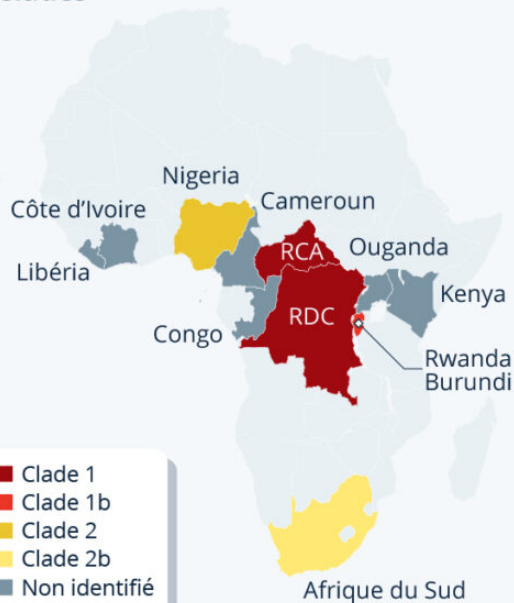 Nigeria
Cameroun
Côte d'Ivoire
RCA
Ouganda
Libéria
Kenya
RDC
Congo
Rwanda
Burundi
Clade 1
Clade 1b
Clade 2
Clade 2b
Non identifié
Afrique du Sud